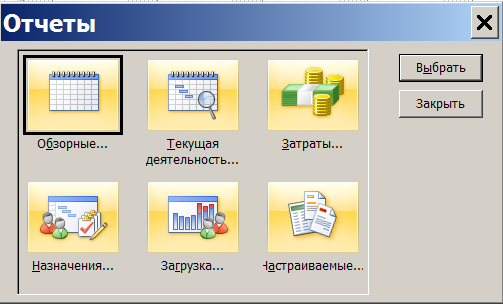 Отчеты
Выбрать
Закрыть
Обзорные...
Текущая
деятельность...
Затраты...
Назначения...
Загрузка...
Настраиваемые...